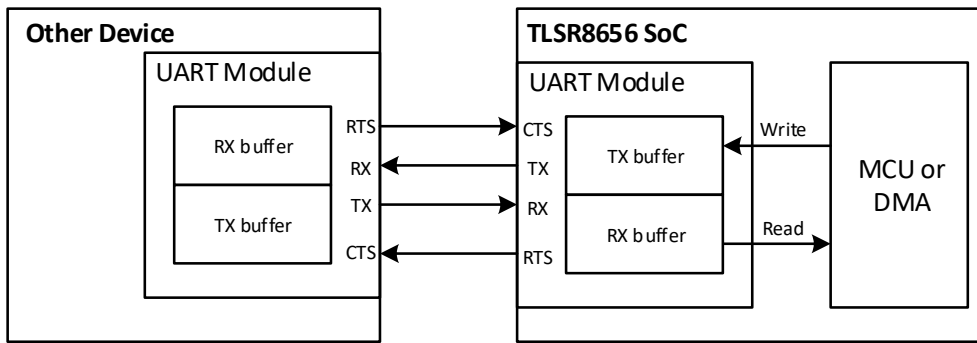 Other Device
UART Module
RX buffer
TX buffer
RTS
RX
TX
CTS
TLSR8656 SoC
UART Module
CTS
TX
RX
RTS
TX buffer
RX buffer
Write
Read
MCU or
DMA